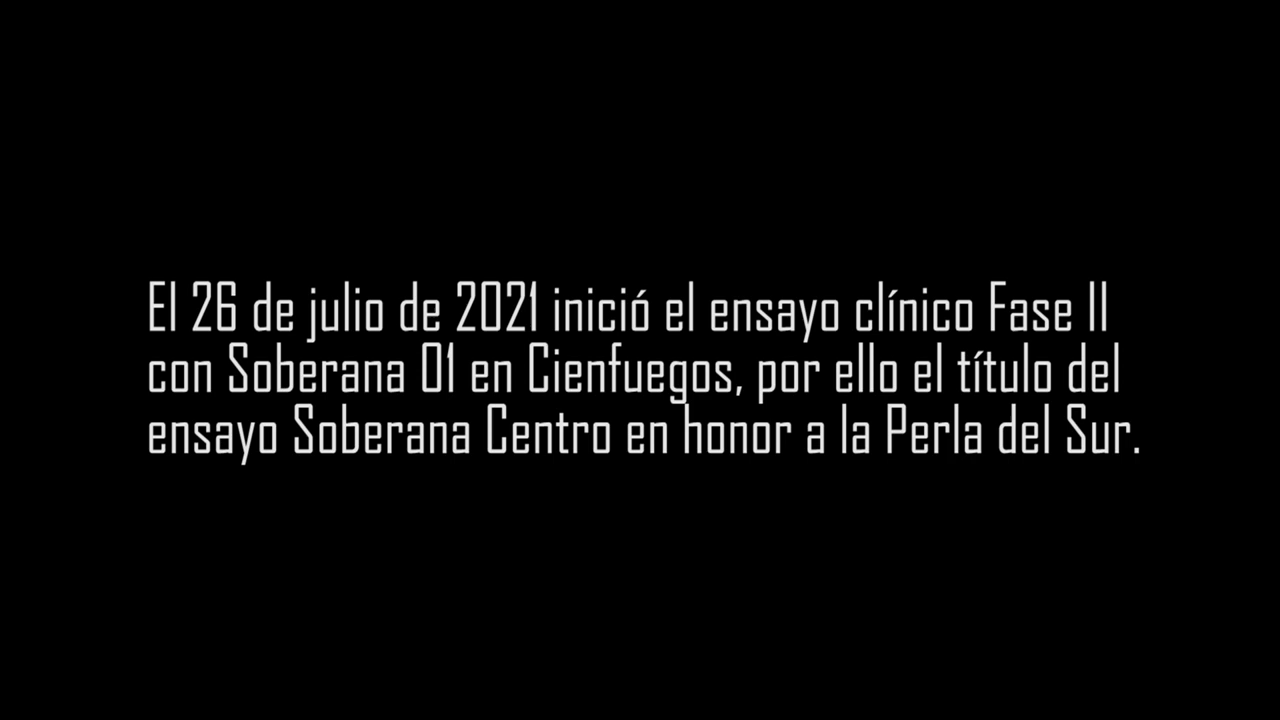 El 26 de julio de 2021 inició el ensayo clínico Fase II
con Soberana 01 en Cienfuegos, por ello el título del
ensayo Soberana Centro en honor a la Perla del Sur.